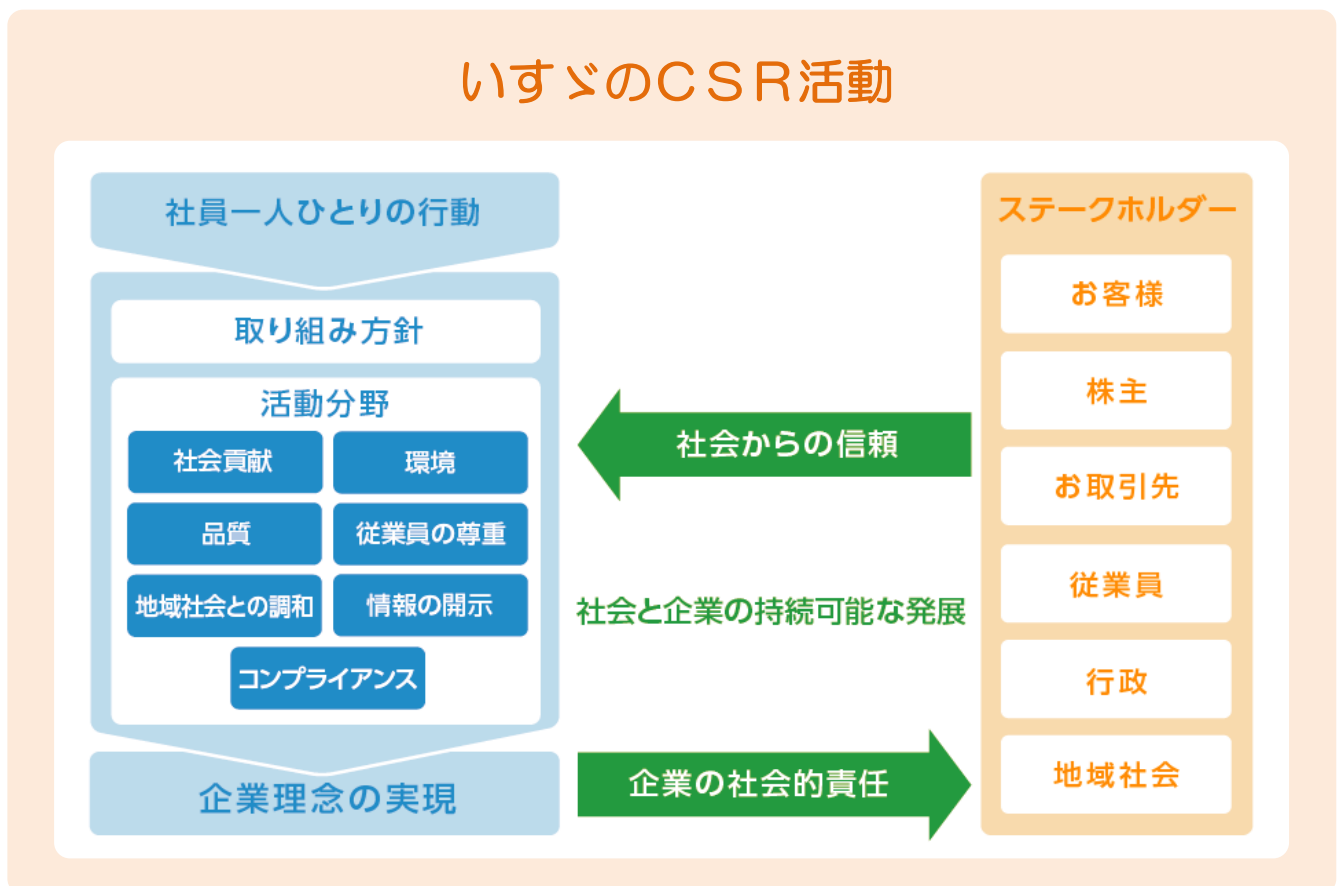 いすゞのＣＳＲ活動
社員一人ひとりの行動
取り組み方針
活動分野
社会貢献
環境
品質
従業員の尊重
地域社会との調和
情報の開示
コンプライアンス
企業理念の実現
社会からの信頼
社会と企業の持続可能な発展
企業の社会的責任
ステークホルダー
お客様
株主
お取引先
従業員
行政
地域社会